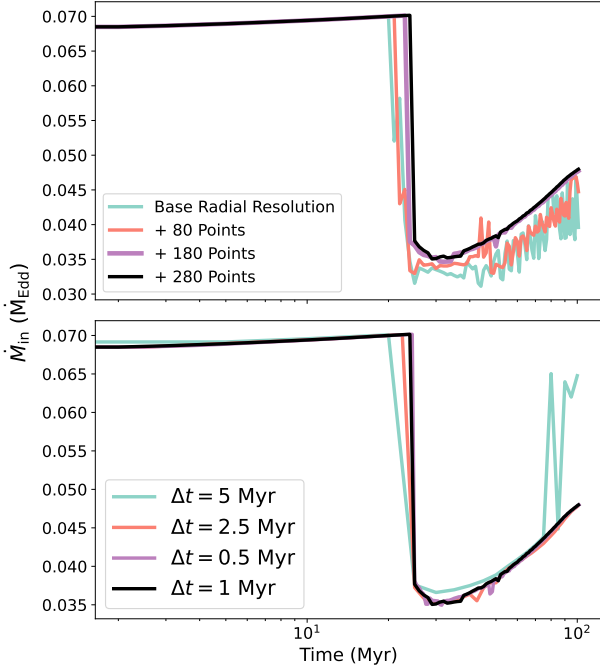 0.070
0.065
0.060
0.055
0.050
0.045
0.040
0.035
0.030
Base Radial Resolution
+ 80 Points
+ 180 Points
+ 280 Points
Ṁin (ṀEdd)
0.070
0.065
0.060
0.055
0.050
0.045
0.040
0.035
Δt = 5 Myr
Δt = 2.5 Myr
Δt = 0.5 Myr
Δt = 1 Myr
10¹
10²
Time (Myr)